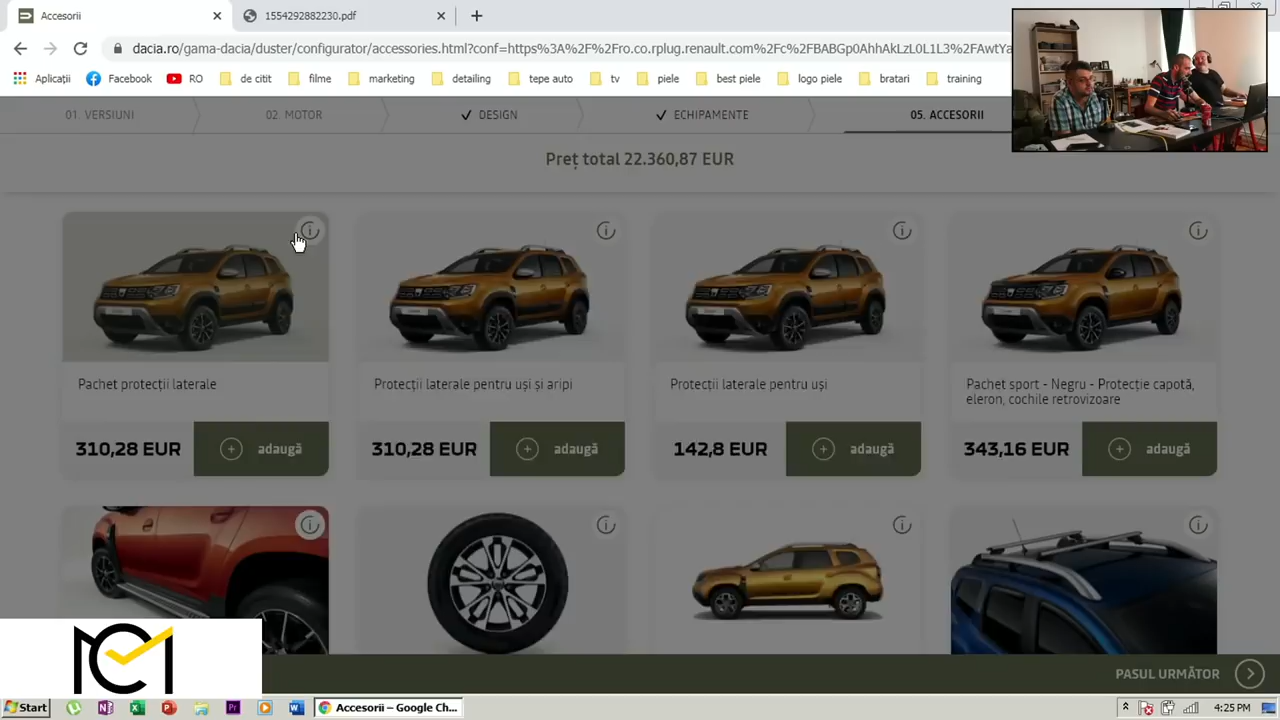 Accesorii
1554292882230.pdf
dacia.ro/gama-dacia/duster/configurator/accessories.html?conf=https%3A%2F%2Fro.co.rplug.renault.com%2Fc%2FBABGp0AhhAkLzL0L1L3%2FAwtYa
Aplicații
Facebook
RO
de citit
filme
marketing
detailing
tepe auto
tv
piele
best piele
logo piele
bratari
training
01. VERSIUNI
02. MOTOR
DESIGN
ECHIPAMENTE
05. ACCESORII
Preț total 22.360,87 EUR
Pachet protecții laterale
Protecții laterale pentru uși și aripi
Protecții laterale pentru uși
Pachet sport - Negru - Protecție capotă,
eleron, cochile retrovizoare
310,28 EUR
adaugă
310,28 EUR
adaugă
142,8 EUR
adaugă
343,16 EUR
adaugă
PASUL URMĂTOR
Start
Accesorii – Google Ch...
4:25 PM